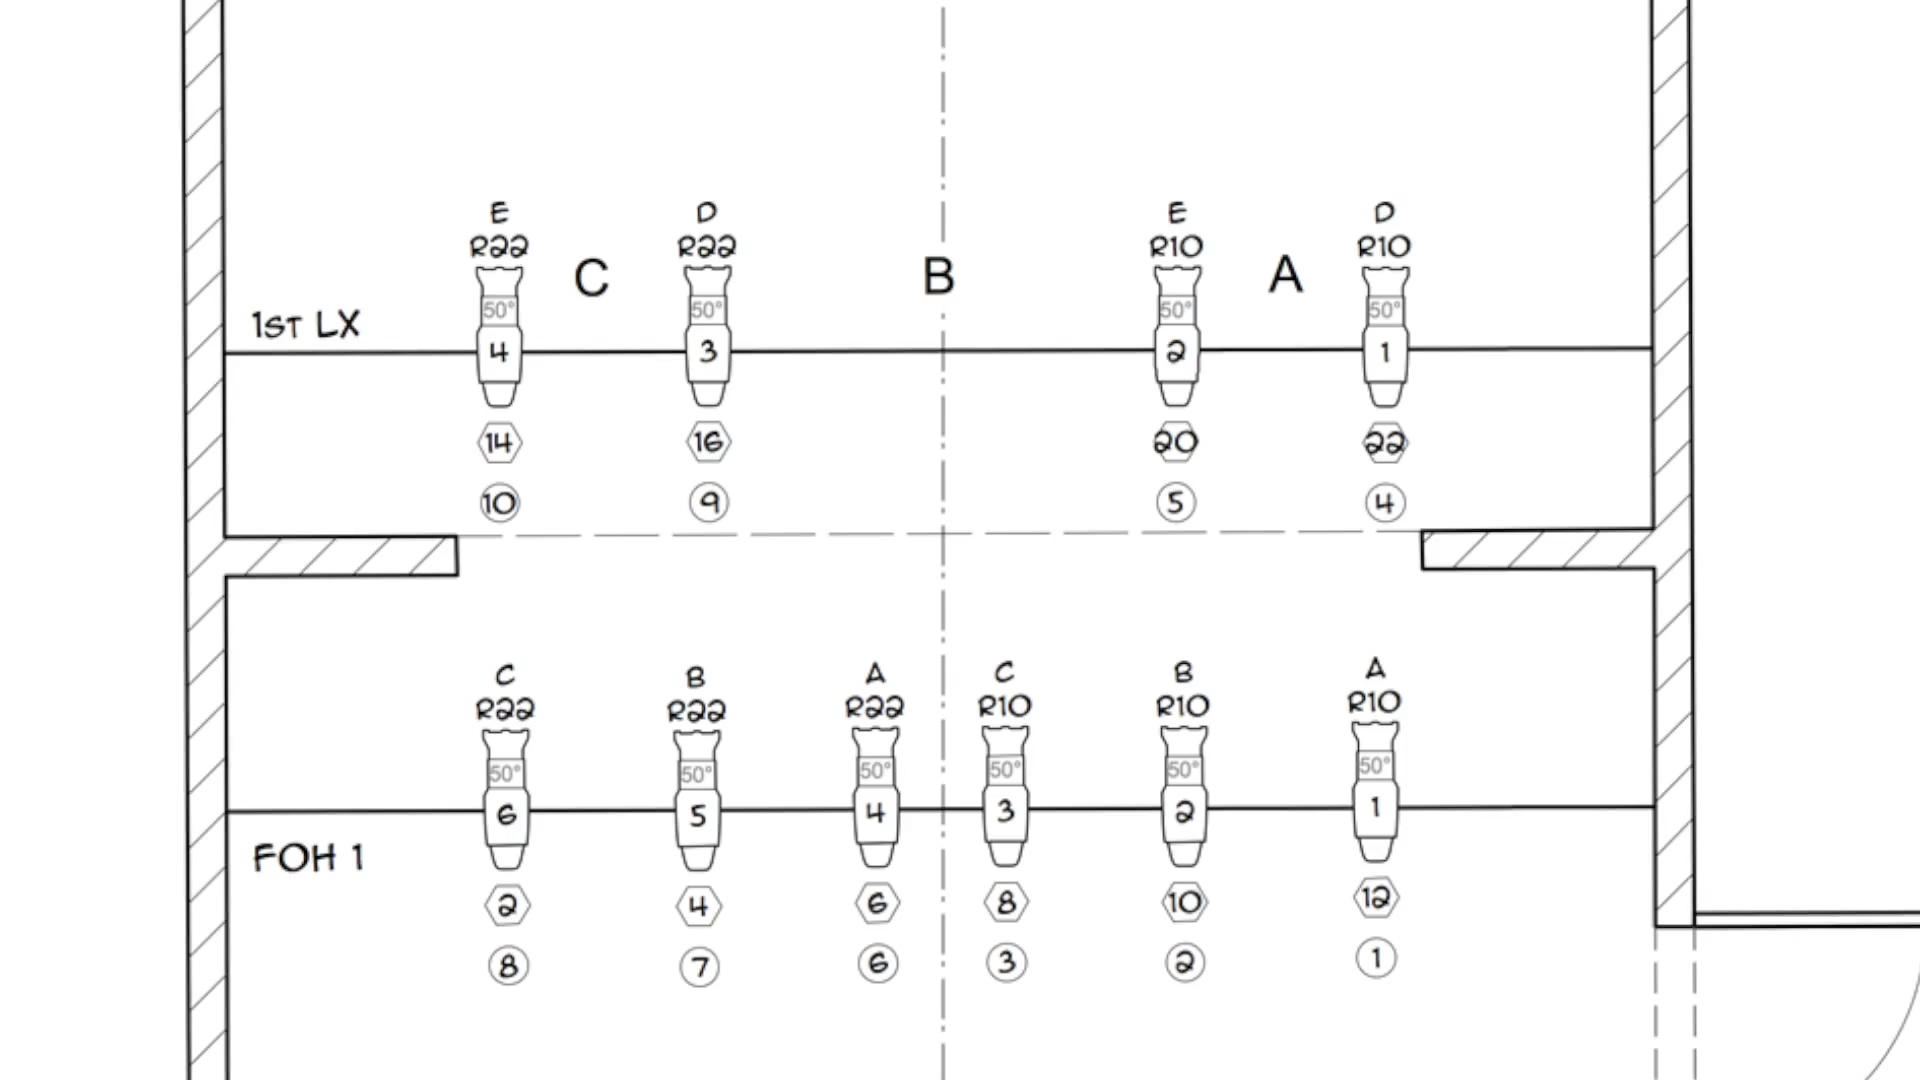 E D E D
R22 R22 R10 R10
C B A
50° 50° 50° 50°
1ST LX
4 3 2 1
14 16 20 22
10 9 5 4
C B A C B A
R22 R22 R22 R10 R10 R10
50° 50° 50° 50° 50° 50°
6 5 4 3 2 1
FOH 1
2 4 6 8 10 12
8 7 6 3 2 1